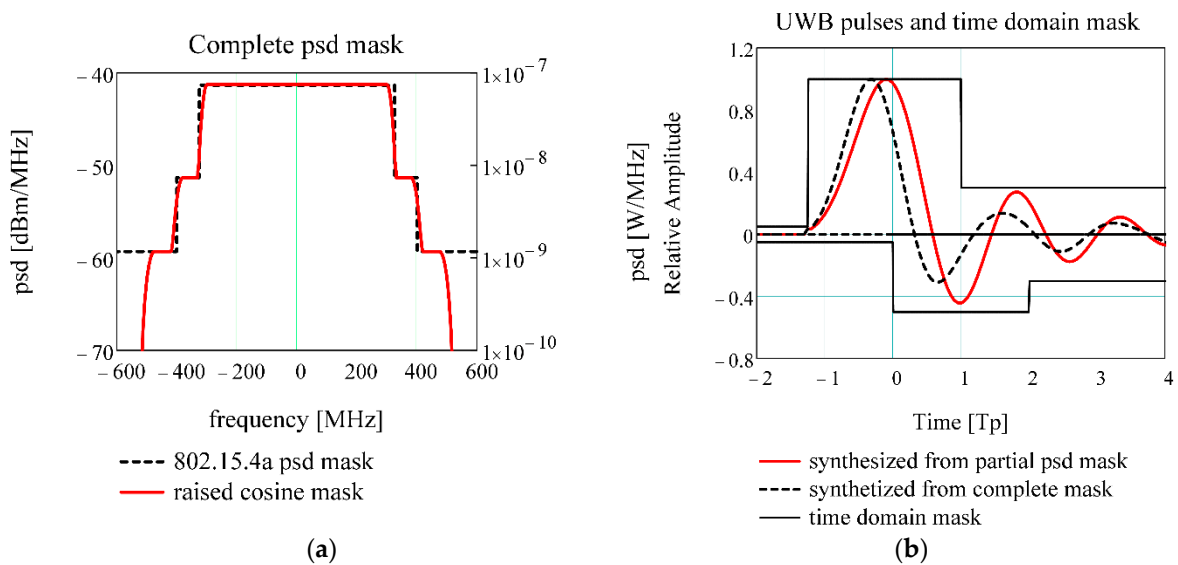 Complete psd mask
psd [dBm/MHz]
−40
−50
−60
−70
1×10−7
1×10−8
1×10−9
1×10−10
−600
−400
−200
0
200
400
600
frequency [MHz]
802.15.4a psd mask
raised cosine mask
(a)
UWB pulses and time domain mask
psd [W/MHz]
Relative Amplitude
1.2
0.8
0.4
0
−0.4
−0.8
−2
−1
0
1
2
3
4
Time [Tp]
synthesized from partial psd mask
synthetized from complete mask
time domain mask
(b)